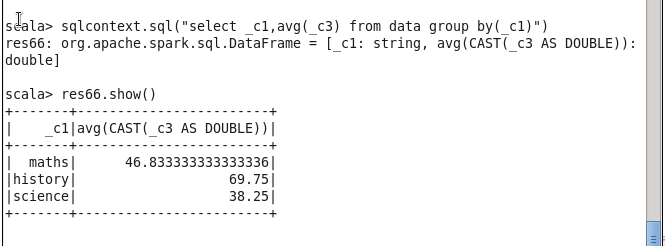 scala> sqlcontext.sql("select _c1,avg(_c3) from data group by(_c1)")
res66: org.apache.spark.sql.DataFrame = [_c1: string, avg(CAST(_c3 AS DOUBLE)):
double]
scala> res66.show()
+-------+-----------------------+
|    _c1|avg(CAST(_c3 AS DOUBLE))|
+-------+-----------------------+
|  maths|      46.833333333333336|
|history|                   69.75|
|science|                   38.25|
+-------+-----------------------+